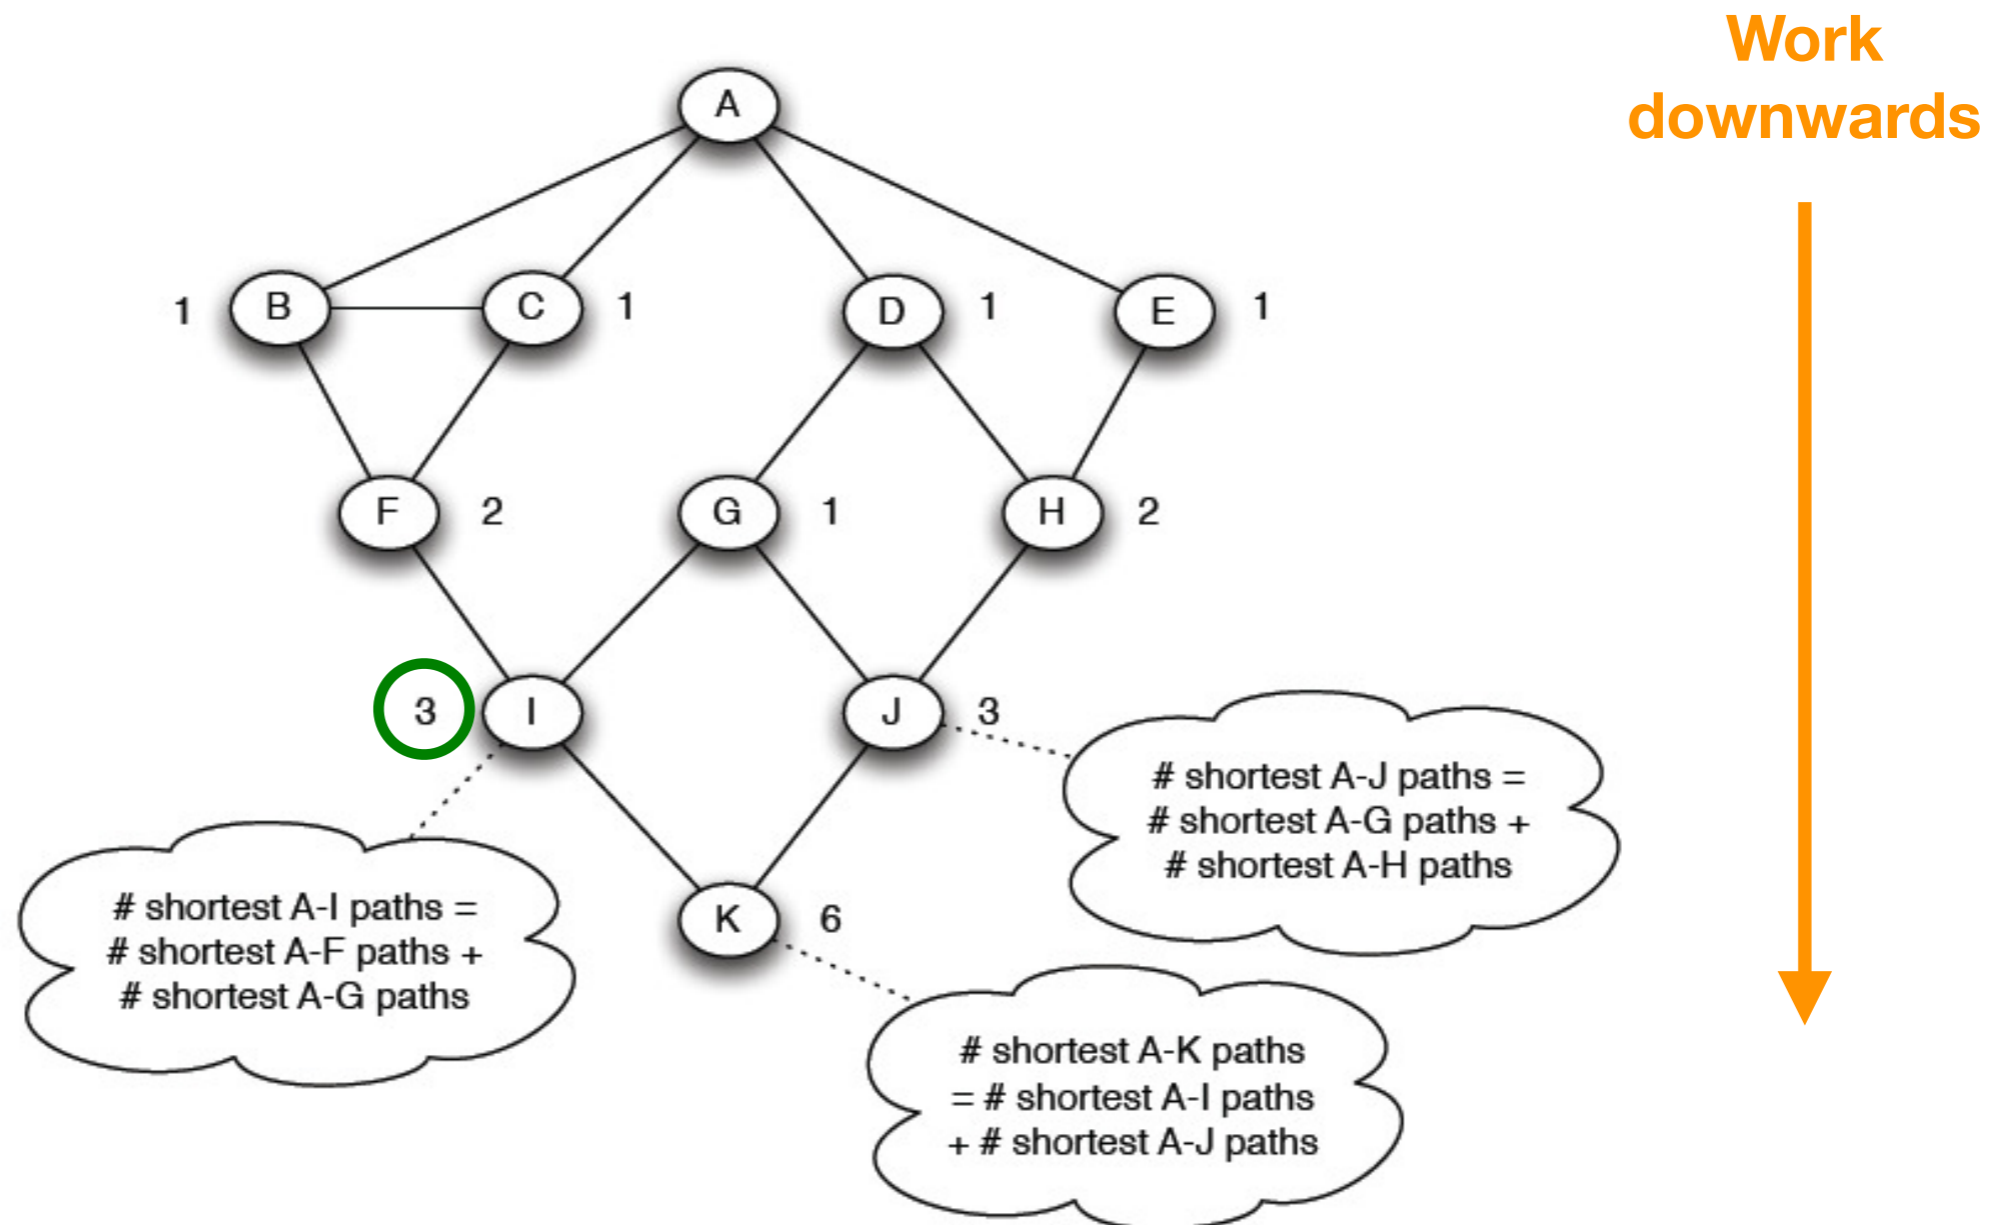 Work
downwards
A
1 B C 1 D 1 E 1
F 2 G 1 H 2
3 I J 3
# shortest A-J paths =
# shortest A-G paths +
# shortest A-H paths
# shortest A-I paths =
# shortest A-F paths +
# shortest A-G paths
K 6
# shortest A-K paths
= # shortest A-I paths
+ # shortest A-J paths